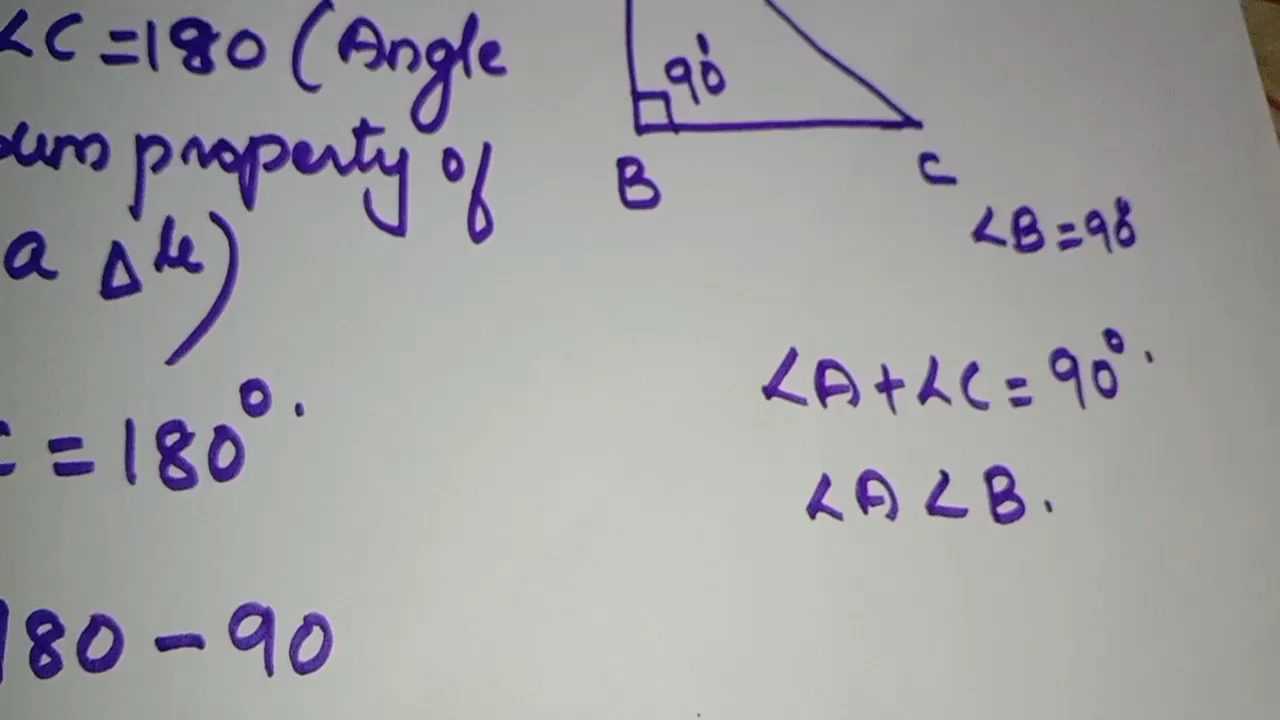 ∠C = 180 (Angle
sum property of
a Δle)
= 180°.
180 - 90
90°
B
C
∠B = 90°
∠A + ∠C = 90°.
∠A < B.